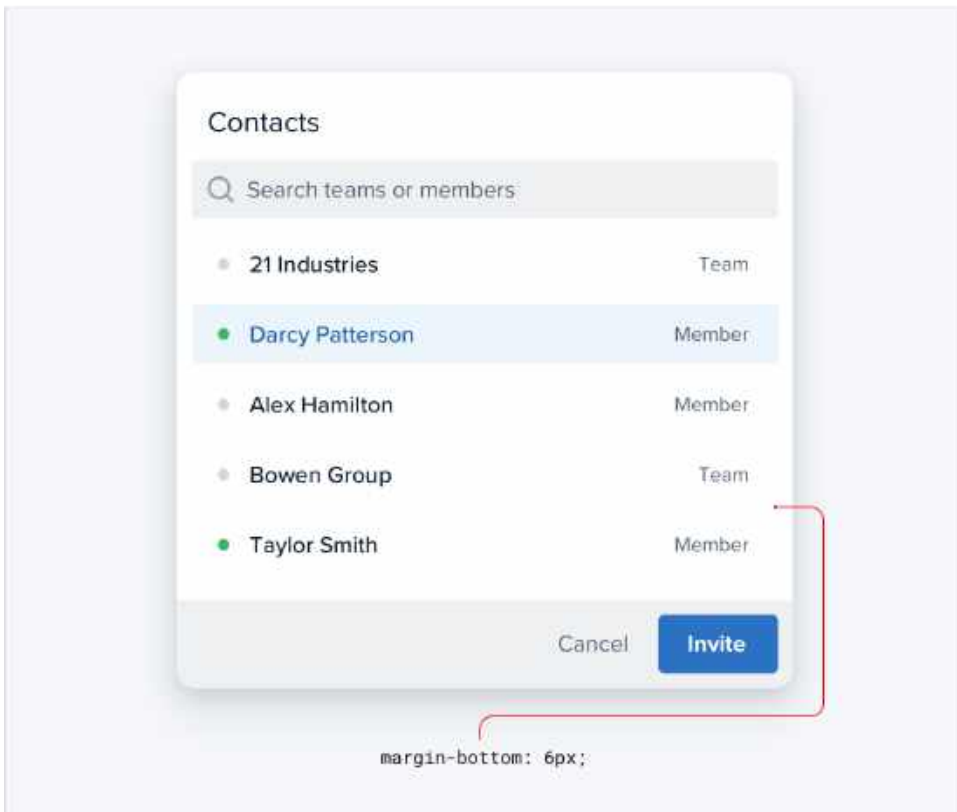 Contacts
Search teams or members
21 Industries Team
Darcy Patterson Member
Alex Hamilton Member
Bowen Group Team
Taylor Smith Member
Cancel Invite
margin-bottom: 6px;